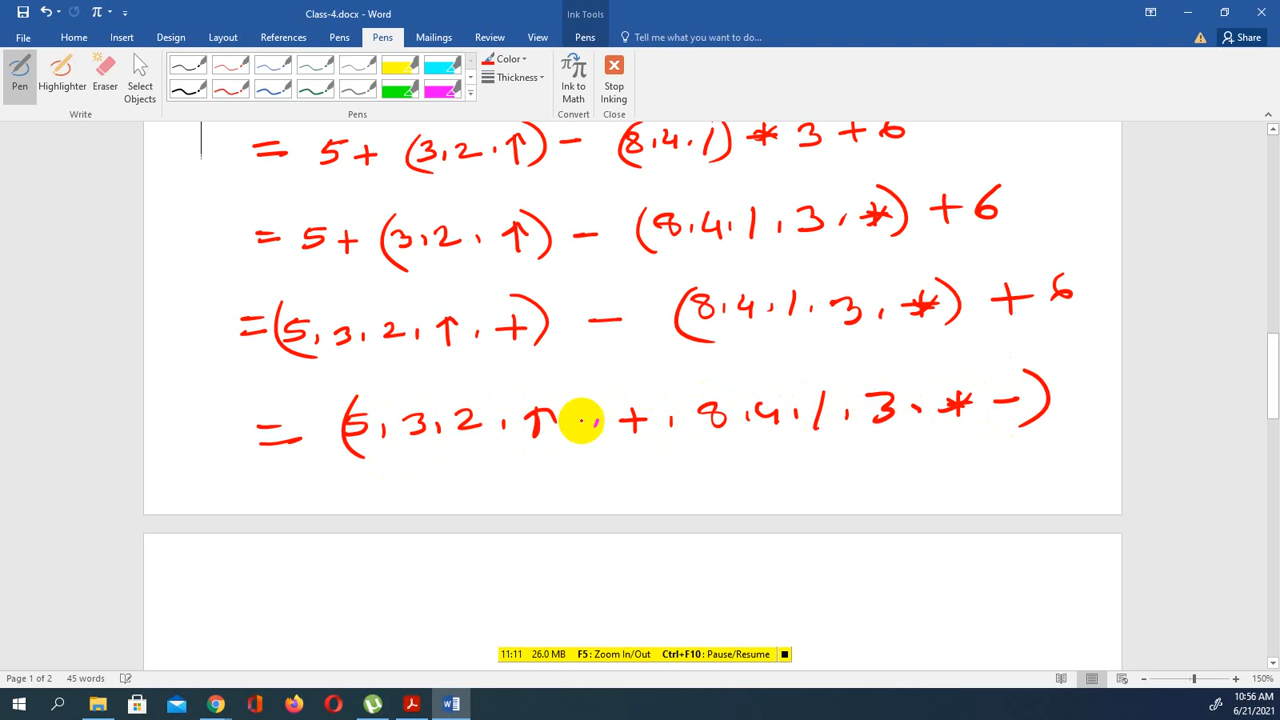 Class-4.docx - Word
Ink Tools
File Home Insert Design Layout References Pens Mailings Review View Pens Tell me what you want to do... Share
Pen Highlighter Eraser Select Objects
Color
Thickness
Ink to Math
Stop Inking
Write Pens Convert Close
= 5 + (3, 2, ↑) - (8, 4, /) * 3 + 6
= 5 + (3, 2, ↑) - (8, 4, /, 3, *) + 6
= (5, 3, 2, ↑, +) - (8, 4, /, 3, *) + 6
= (5, 3, 2, ↑, +, 8, 4, /, 3, * -)
11:11 26.0 MB F5: Zoom In/Out Ctrl+F10: Pause/Resume
Page 1 of 2 45 words 150%
10:56 AM
6/21/2021